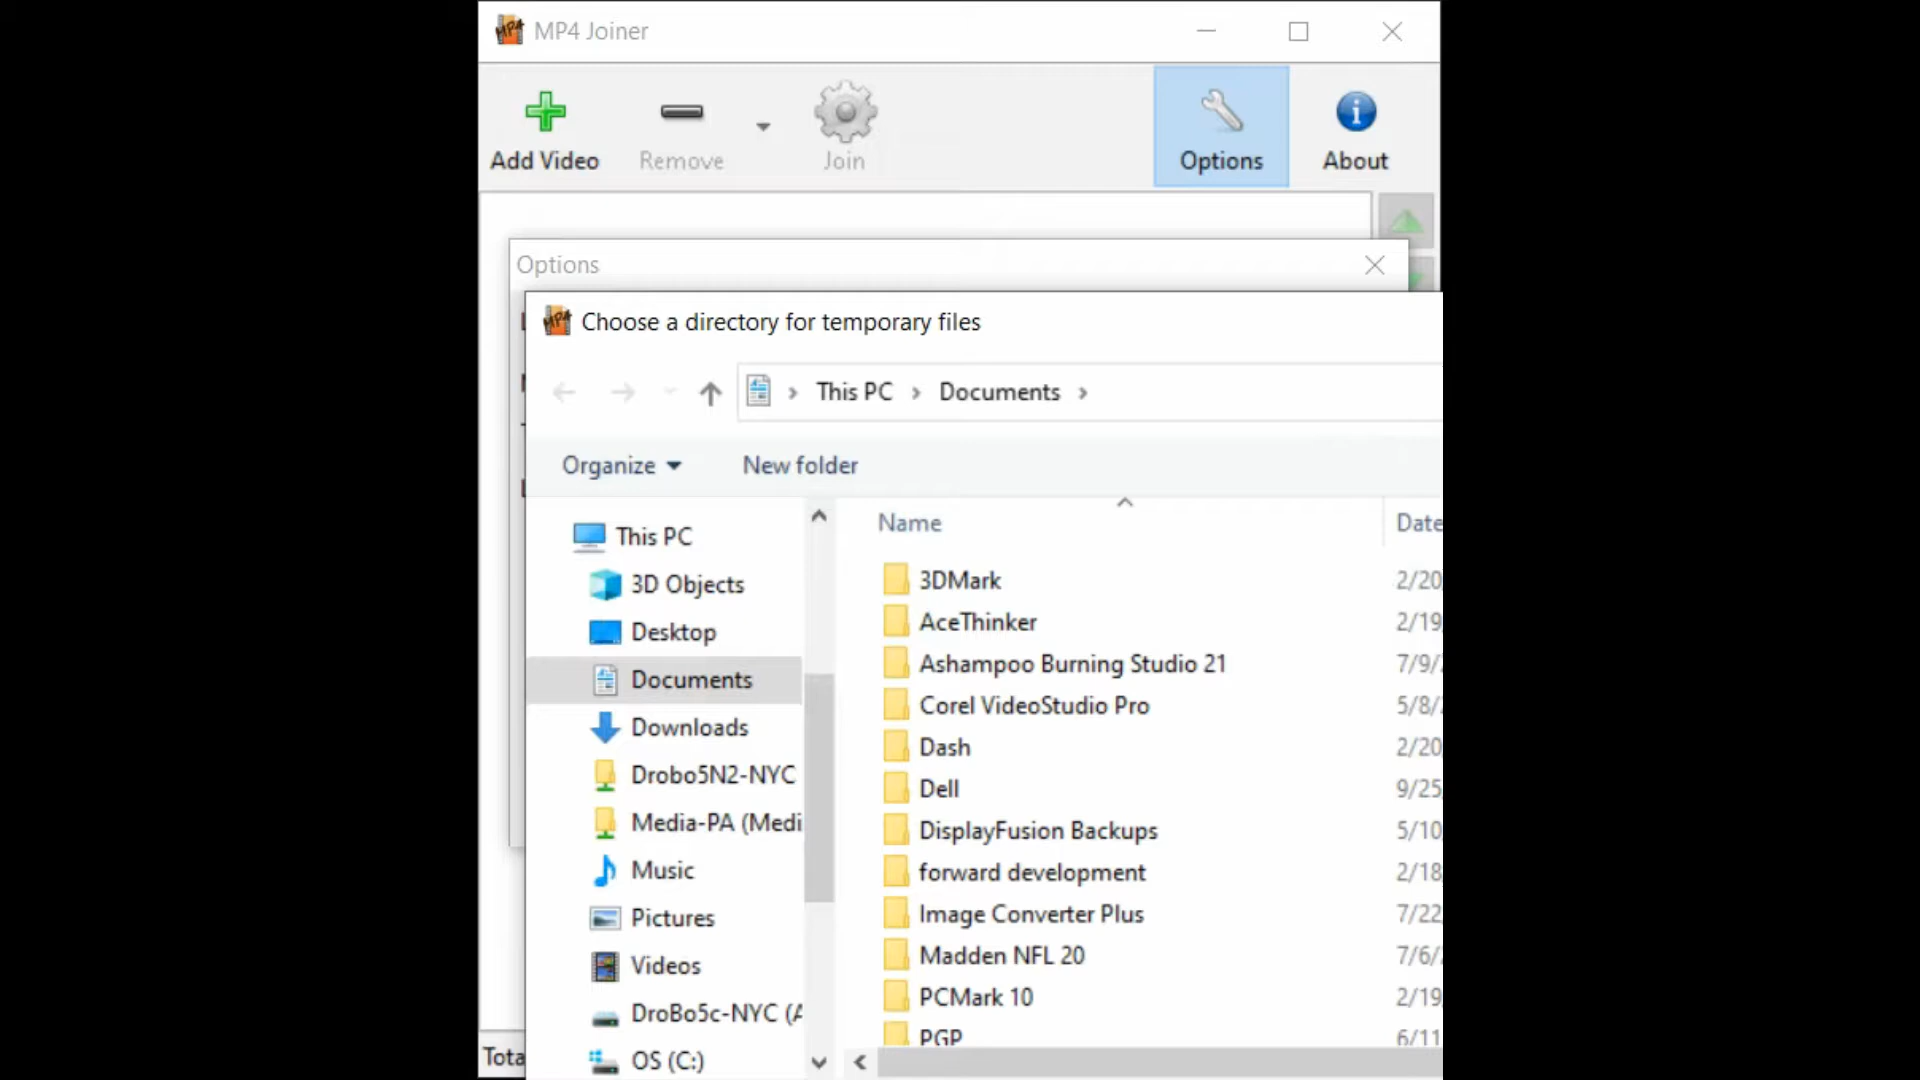 MP4 Joiner
Add Video
Remove
Join
Options
About
Options
Choose a directory for temporary files
This PC > Documents >
Organize
New folder
Name
Date
This PC
3D Objects
Desktop
Documents
Downloads
Drobo5N2-NYC
Media-PA (Medi
Music
Pictures
Videos
DroBo5c-NYC (A
OS (C:)
3DMark 2/20
AceThinker 2/19
Ashampoo Burning Studio 21 7/9/
Corel VideoStudio Pro 5/8/
Dash 2/20
Dell 9/25
DisplayFusion Backups 5/10
forward development 2/18
Image Converter Plus 7/22
Madden NFL 20 7/6/
PCMark 10 2/19
PGP 6/11
Tota